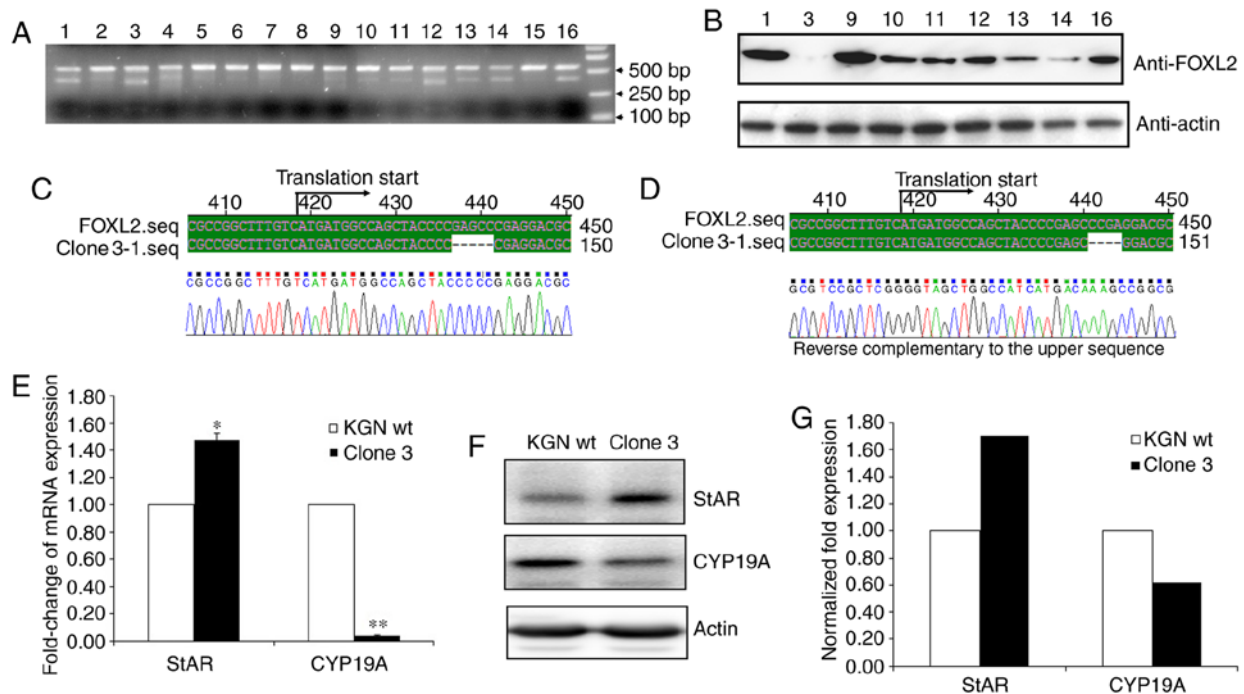 A
1 2 3 4 5 6 7 8 9 10 11 12 13 14 15 16
500 bp
250 bp
100 bp
B
1 3 9 10 11 12 13 14 16
Anti-FOXL2
Anti-actin
C
Translation start
410 420 430 440 450
FOXL2.seq CGCCGGCTTTGTCATGATGGCCAGCTACCCCGAGCCCGAGGACGC 450
Clone 3-1.seq CGCCGGCTTTGTCATGATGGCCAGCTACCCC-----CGAGGACGC 150
CGCCGGCTTTGTCATGATGGCCAGCTACCCCCGAGGACGC
D
Translation start
410 420 430 440 450
FOXL2.seq CGCCGGCTTTGTCATGATGGCCAGCTACCCCGAGCCCGAGGACGC 450
Clone 3-1.seq CGCCGGCTTTGTCATGATGGCCAGCTACCCCGAGC----GGACGC 151
GCGTCCGCTCGGGGTAGCTGGCCATCATGACAAAGCCGGCG
Reverse complementary to the upper sequence
E
Fold-change of mRNA expression
1.80
1.60
1.40
1.20
1.00
0.80
0.60
0.40
0.20
0.00
*
**
KGN wt
Clone 3
StAR CYP19A
F
KGN wt Clone 3
StAR
CYP19A
Actin
G
Normalized fold expression
1.80
1.60
1.40
1.20
1.00
0.80
0.60
0.40
1.20
0.00
KGN wt
Clone 3
StAR CYP19A